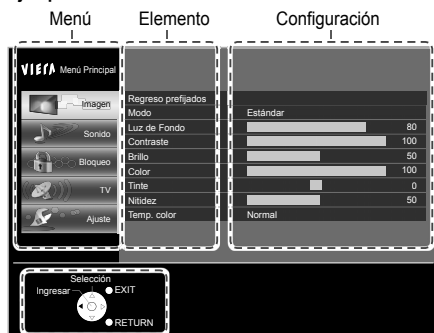 Menú Elemento Configuración
VIERA Menú Principal
Imagen
Sonido
Bloqueo
TV
Ajuste
Regreso prefijados
Modo Estándar
Luz de Fondo 80
Contraste 100
Brillo 50
Color 100
Tinte 0
Nitidez 50
Temp. color Normal
Selección
Ingresar EXIT
RETURN